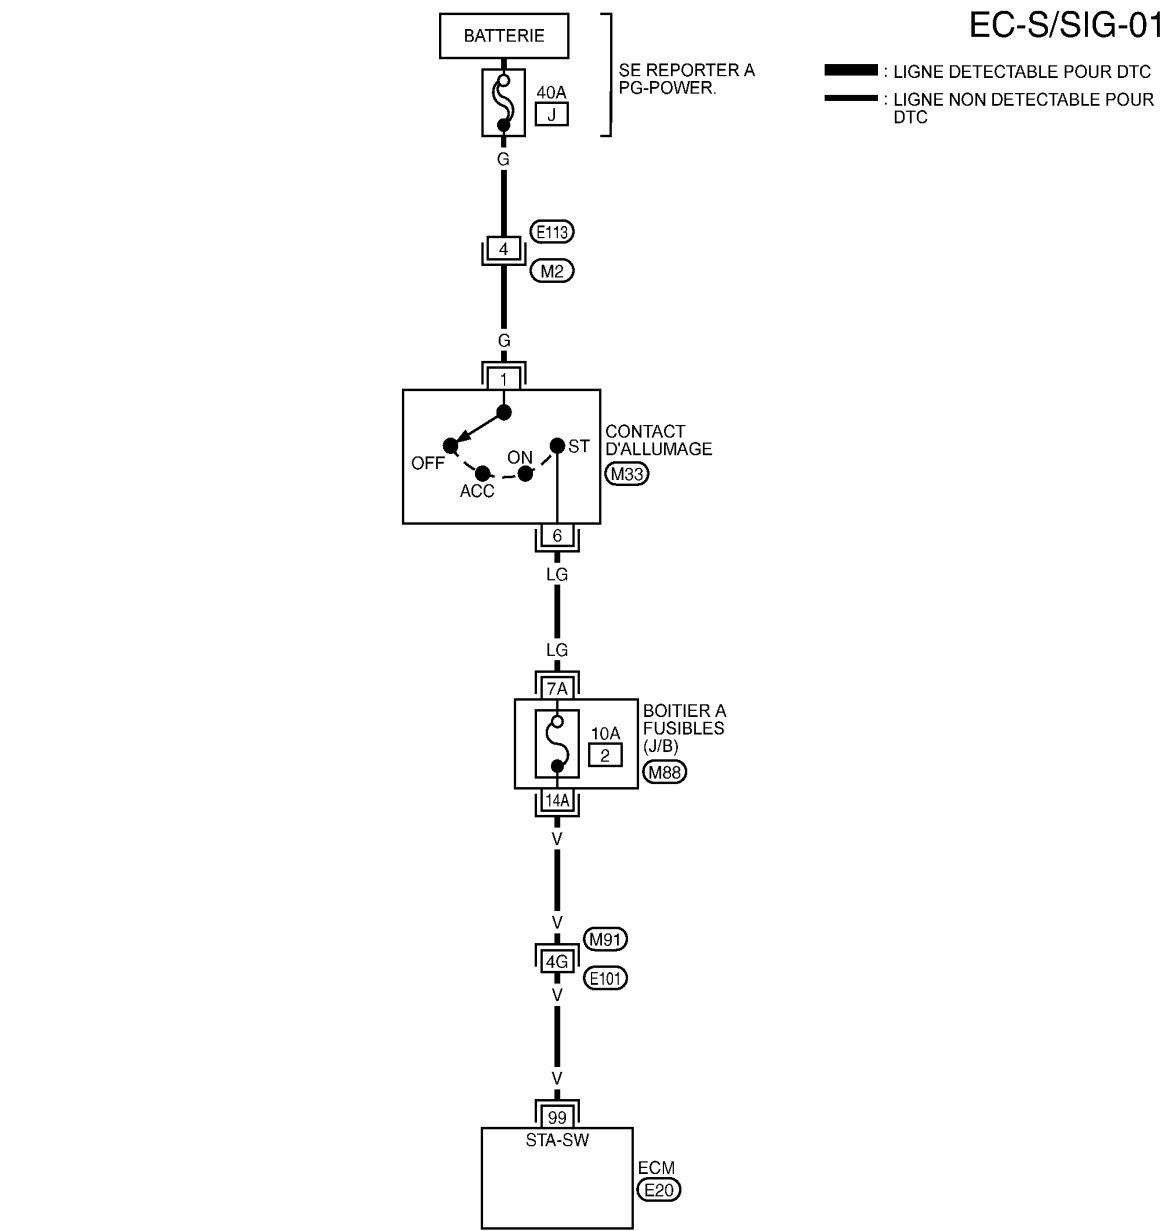 EC-S/SIG-01
BATTERIE
SE REPORTER A
PG-POWER.
: LIGNE DETECTABLE POUR DTC
: LIGNE NON DETECTABLE POUR
DTC
40A
J
G
E113
4
M2
G
1
CONTACT
D'ALLUMAGE
M33
OFF
ACC
ON
ST
6
LG
LG
7A
BOITIER A
FUSIBLES
(J/B)
M88
10A
2
14A
V
V
M91
4G
E101
V
V
99
STA-SW
ECM
E20